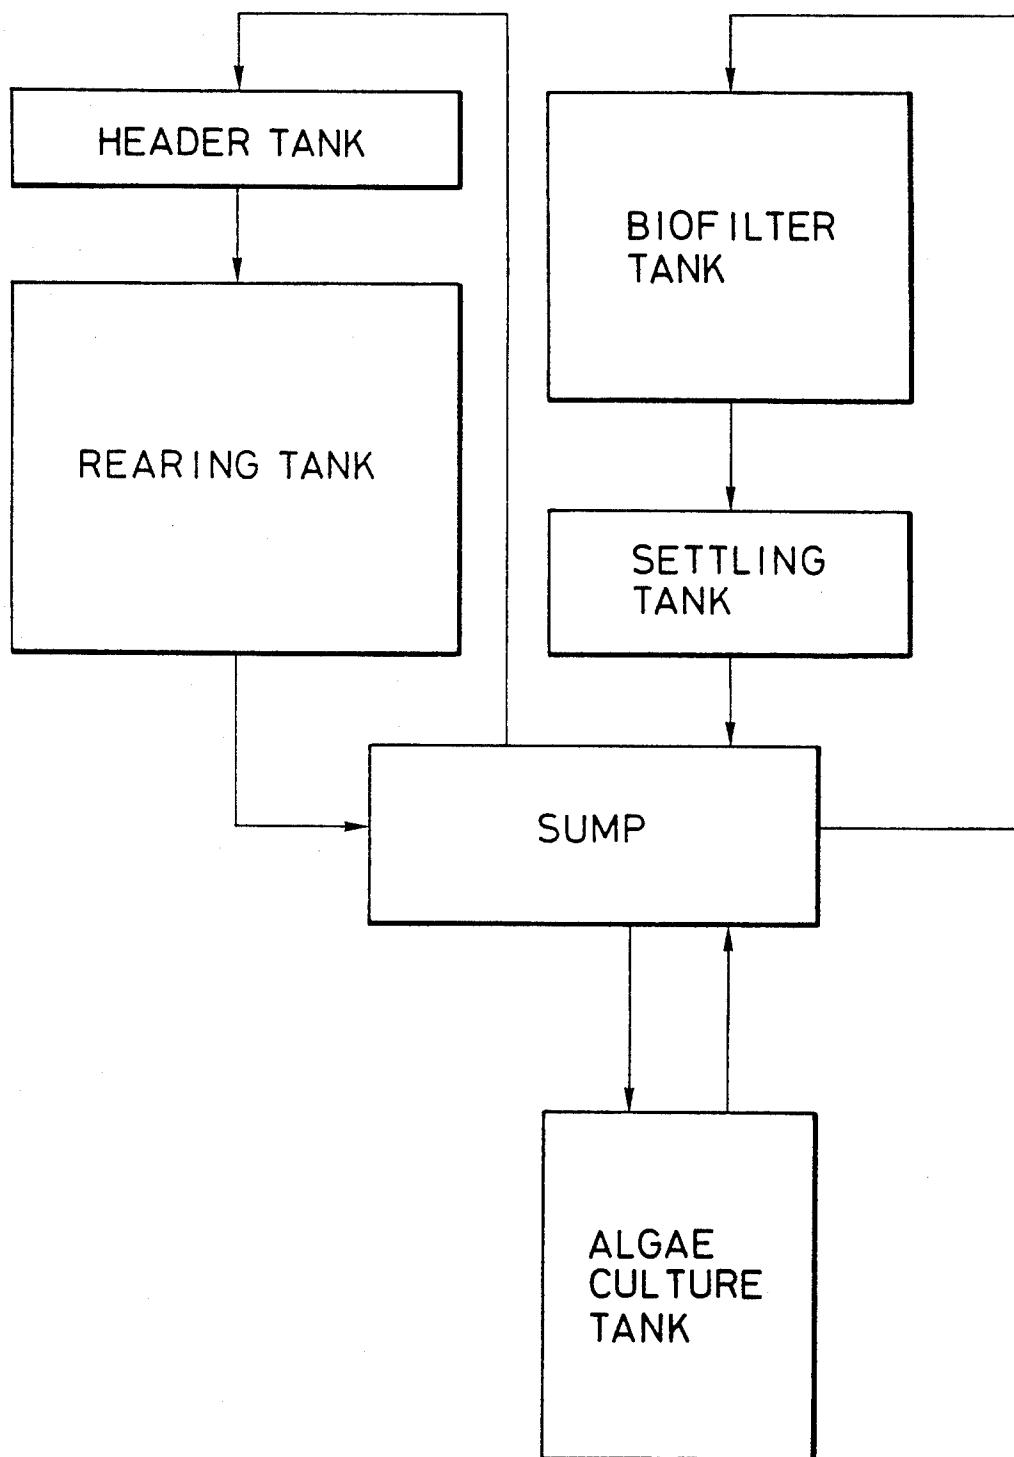 HEADER TANK
BIOFILTER
TANK
REARING TANK
SETTLING
TANK
SUMP
ALGAE
CULTURE
TANK